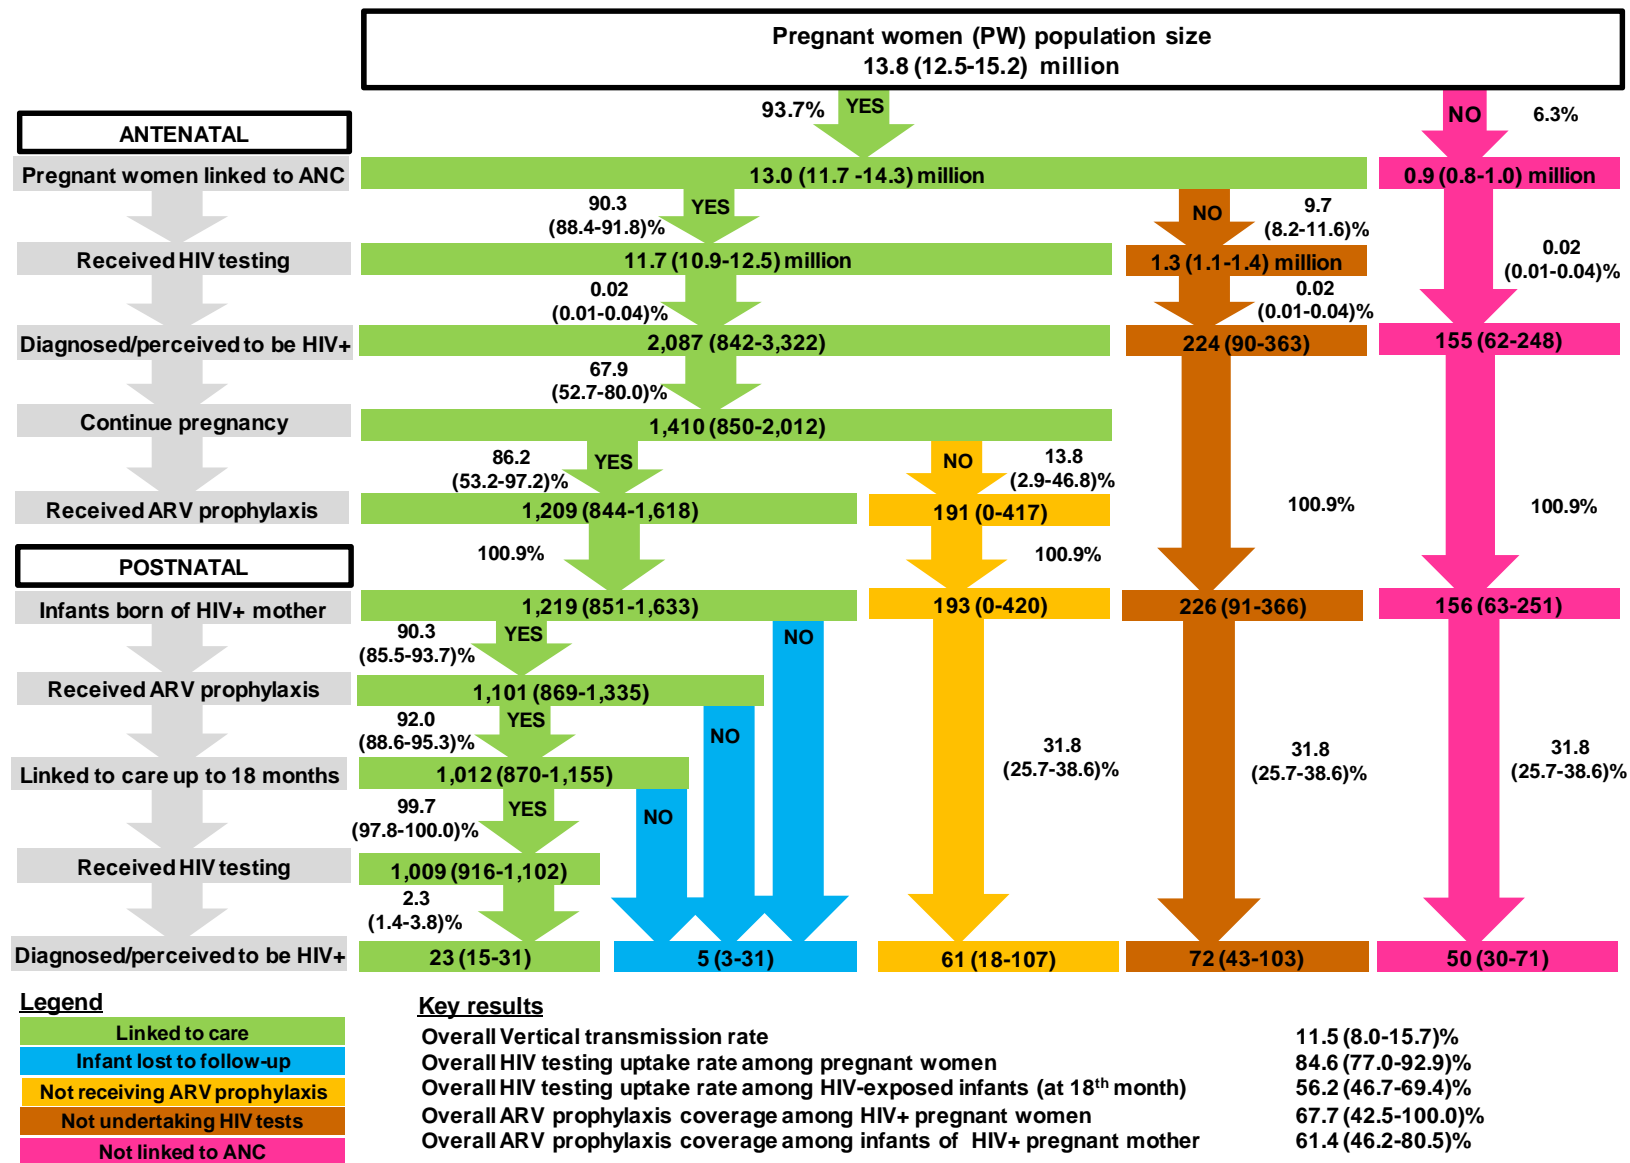 Pregnant women (PW) population size
13.8 (12.5-15.2) million
93.7%
YES
NO
6.3%
ANTENATAL
Pregnant women linked to ANC
13.0 (11.7 -14.3) million
0.9 (0.8-1.0) million
90.3
(88.4-91.8)%
YES
NO
9.7
(8.2-11.6)%
0.02
(0.01-0.04)%
Received HIV testing
11.7 (10.9-12.5) million
1.3 (1.1-1.4) million
0.02
(0.01-0.04)%
0.02
(0.01-0.04)%
Diagnosed/perceived to be HIV+
2,087 (842-3,322)
224 (90-363)
155 (62-248)
67.9
(52.7-80.0)%
Continue pregnancy
1,410 (850-2,012)
86.2
(53.2-97.2)%
YES
NO
13.8
(2.9-46.8)%
100.9%
100.9%
Received ARV prophylaxis
1,209 (844-1,618)
191 (0-417)
100.9%
100.9%
POSTNATAL
Infants born of HIV+ mother
1,219 (851-1,633)
193 (0-420)
226 (91-366)
156 (63-251)
90.3
(85.5-93.7)%
YES
NO
Received ARV prophylaxis
1,101 (869-1,335)
92.0
(88.6-95.3)%
YES
NO
31.8
(25.7-38.6)%
31.8
(25.7-38.6)%
31.8
(25.7-38.6)%
Linked to care up to 18 months
1,012 (870-1,155)
99.7
(97.8-100.0)%
YES
NO
Received HIV testing
1,009 (916-1,102)
2.3
(1.4-3.8)%
Diagnosed/perceived to be HIV+
23 (15-31)
5 (3-31)
61 (18-107)
72 (43-103)
50 (30-71)
Legend
Linked to care
Infant lost to follow-up
Not receiving ARV prophylaxis
Not undertaking HIV tests
Not linked to ANC
Key results
Overall Vertical transmission rate 11.5 (8.0-15.7)%
Overall HIV testing uptake rate among pregnant women 84.6 (77.0-92.9)%
Overall HIV testing uptake rate among HIV-exposed infants (at 18th month) 56.2 (46.7-69.4)%
Overall ARV prophylaxis coverage among HIV+ pregnant women 67.7 (42.5-100.0)%
Overall ARV prophylaxis coverage among infants of HIV+ pregnant mother 61.4 (46.2-80.5)%